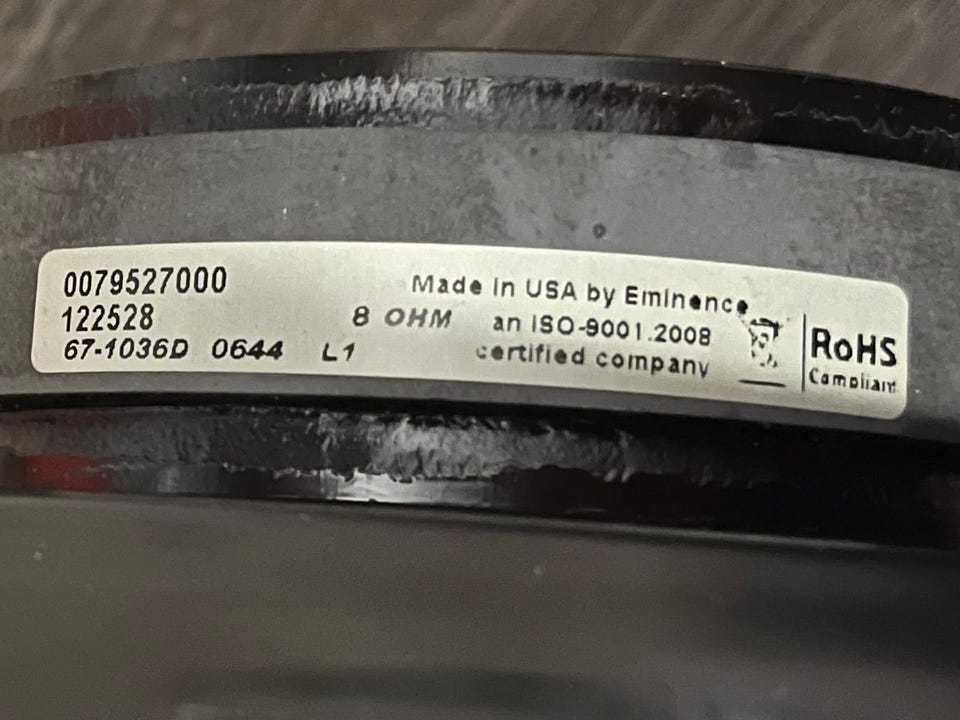 0079527000
122528
67-1036D 0644 L1
8 OHM
Made in USA by Eminence
an ISO-9001:2008
certified company
RoHS
Compliant